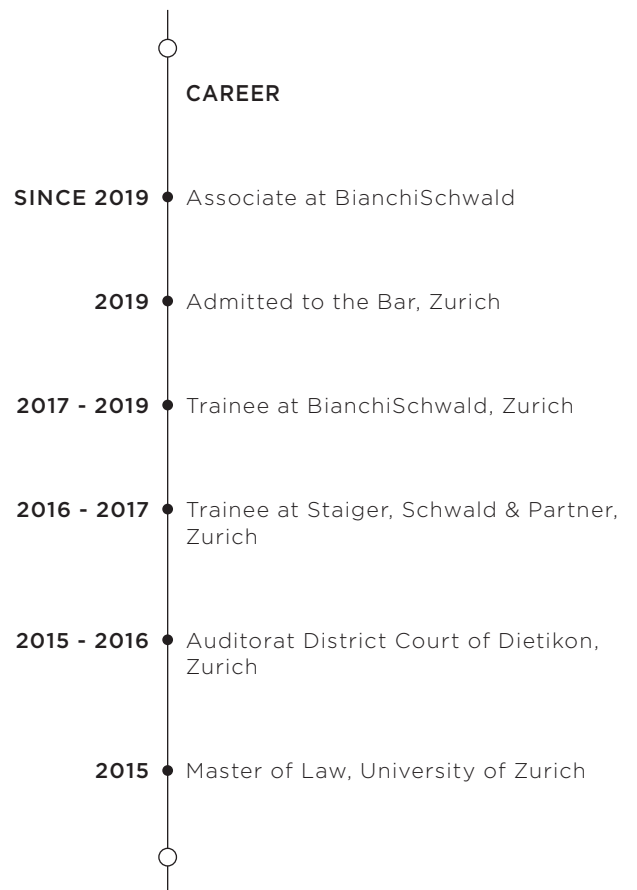 CAREER
SINCE 2019 Associate at BianchiSchwald
2019 Admitted to the Bar, Zurich
2017 - 2019 Trainee at BianchiSchwald, Zurich
2016 - 2017 Trainee at Staiger, Schwald & Partner,
Zurich
2015 - 2016 Auditorat District Court of Dietikon,
Zurich
2015 Master of Law, University of Zurich